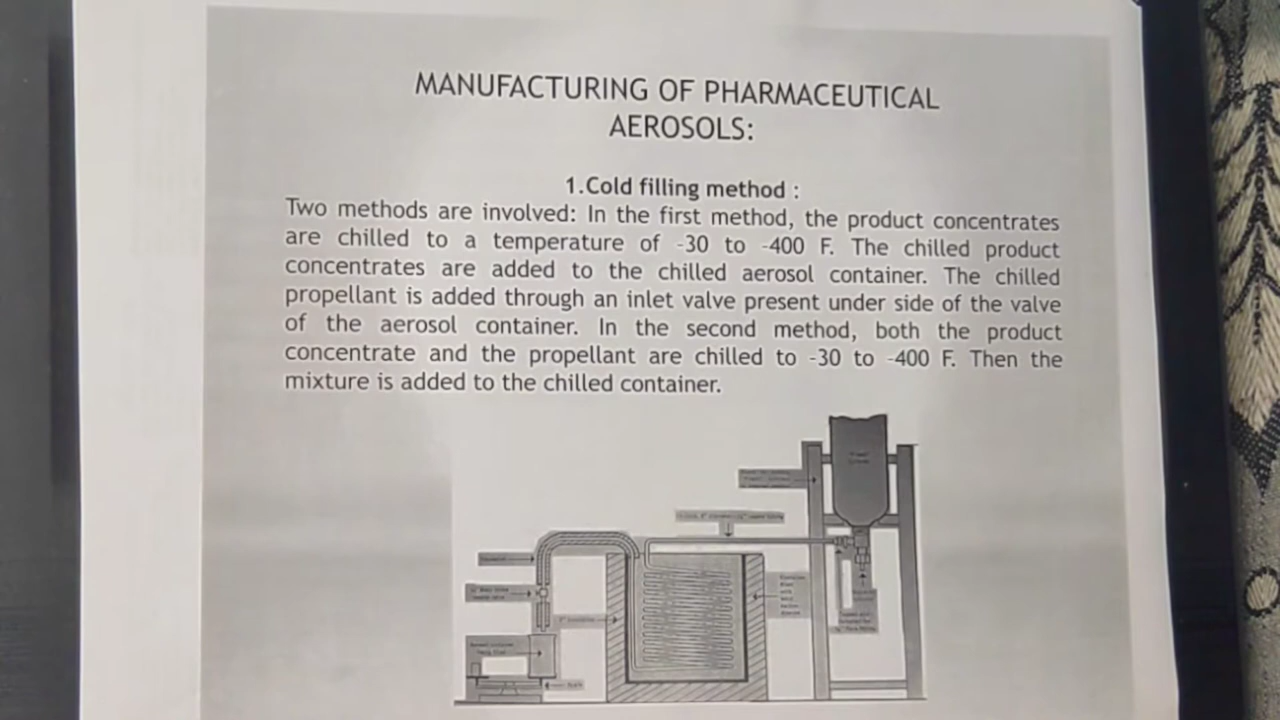 MANUFACTURING OF PHARMACEUTICAL
AEROSOLS:
1.Cold filling method :
Two methods are involved: In the first method, the product concentrates
are chilled to a temperature of -30 to -400 F. The chilled product
concentrates are added to the chilled aerosol container. The chilled
propellant is added through an inlet valve present under side of the valve
of the aerosol container. In the second method, both the product
concentrate and the propellant are chilled to -30 to -400 F. Then the
mixture is added to the chilled container.